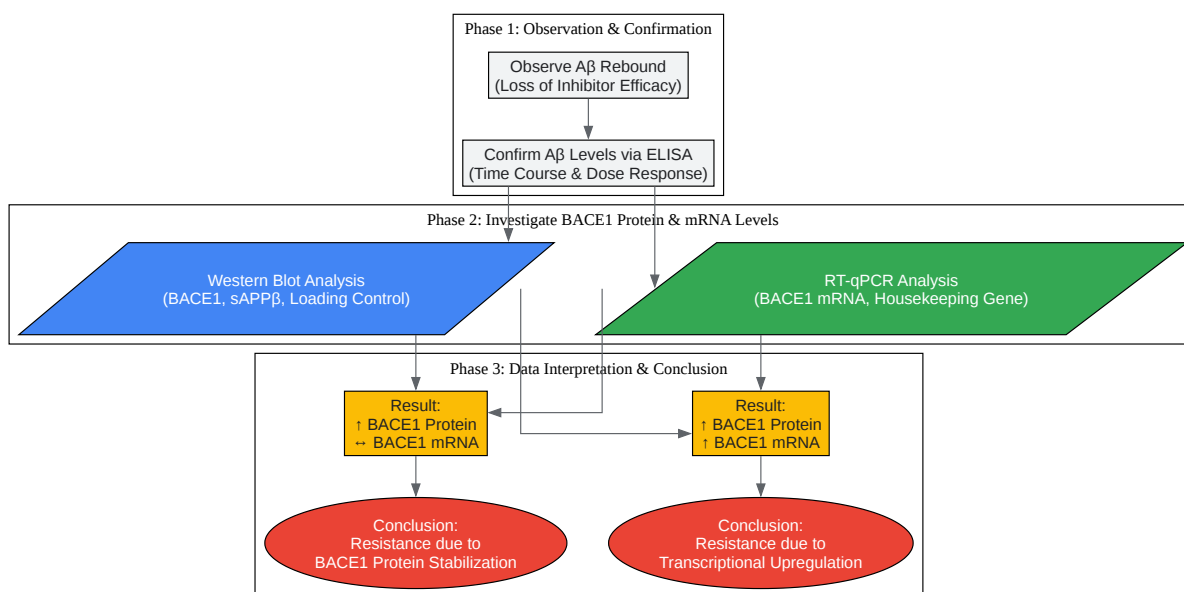 Phase 1: Observation & Confirmation
Observe Aβ Rebound
(Loss of Inhibitor Efficacy)
Confirm Aβ Levels via ELISA
(Time Course & Dose Response)
Phase 2: Investigate BACE1 Protein & mRNA Levels
Western Blot Analysis
(BACE1, sAPPβ, Loading Control)
RT-qPCR Analysis
(BACE1 mRNA, Housekeeping Gene)
Phase 3: Data Interpretation & Conclusion
Result:
↑ BACE1 Protein
↔ BACE1 mRNA
Result:
↑ BACE1 Protein
↑ BACE1 mRNA
Conclusion:
Resistance due to
BACE1 Protein Stabilization
Conclusion:
Resistance due to
Transcriptional Upregulation